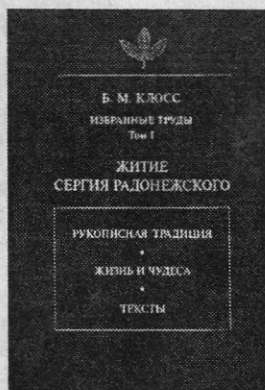 Б. М. КЛОСС
ИЗБРАННЫЕ ТРУДЫ
Том I
ЖИТИЕ
СЕРГИЯ РАДОНЕЖСКОГО
РУКОПИСНАЯ ТРАДИЦИЯ
•
ЖИЗНЬ И ЧУДЕСА
•
ТЕКСТЫ